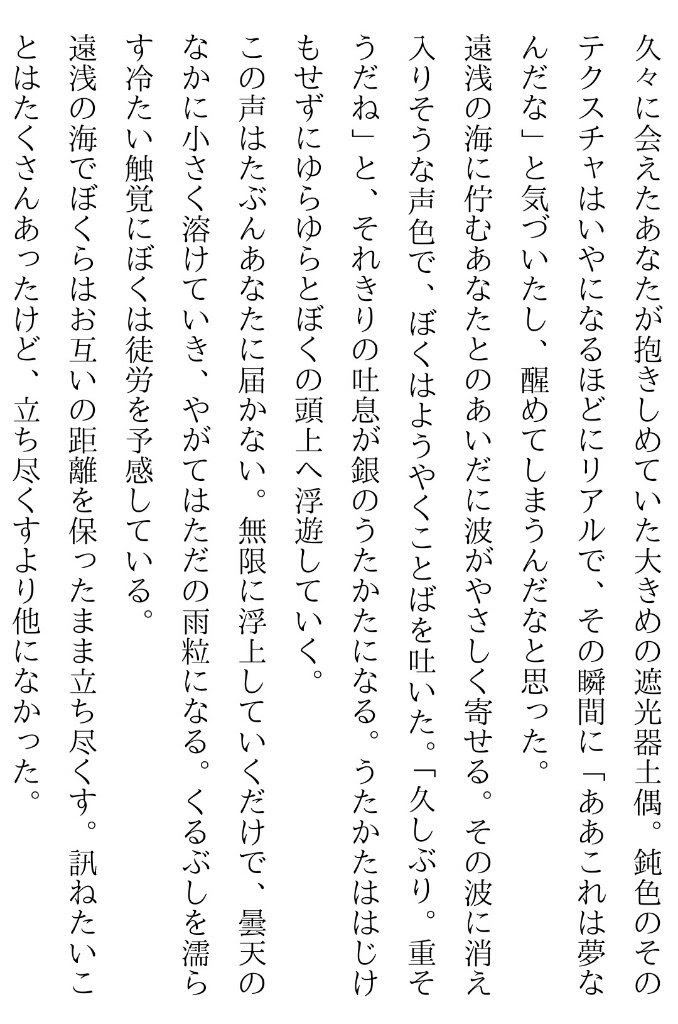 久々に会えたあなたが抱きしめていた大きめの遮光器土偶。鈍色のその
テクスチャはいやになるほどにリアルで、その瞬間に「ああこれは夢な
んだな」と気づいたし、醒めてしまうんだなと思った。
遠浅の海に佇むあなたとのあいだに波がやさしく寄せる。その波に消え
入りそうな声色で、ぼくはようやくことばを吐いた。「久しぶり。重そ
うだね」と、それきりの吐息が銀のうたかたになる。うたかたははじけ
もせずにゆらゆらとぼくの頭上へ浮遊していく。
この声はたぶんあなたに届かない。無限に浮上していくだけで、曇天の
なかに小さく溶けていき、やがてはただの雨粒になる。くるぶしを濡ら
す冷たい触覚にぼくは徒労を予感している。
遠浅の海でぼくらはお互いの距離を保ったまま立ち尽くす。訊ねたいこ
とはたくさんあったけど、立ち尽くすより他になかった。